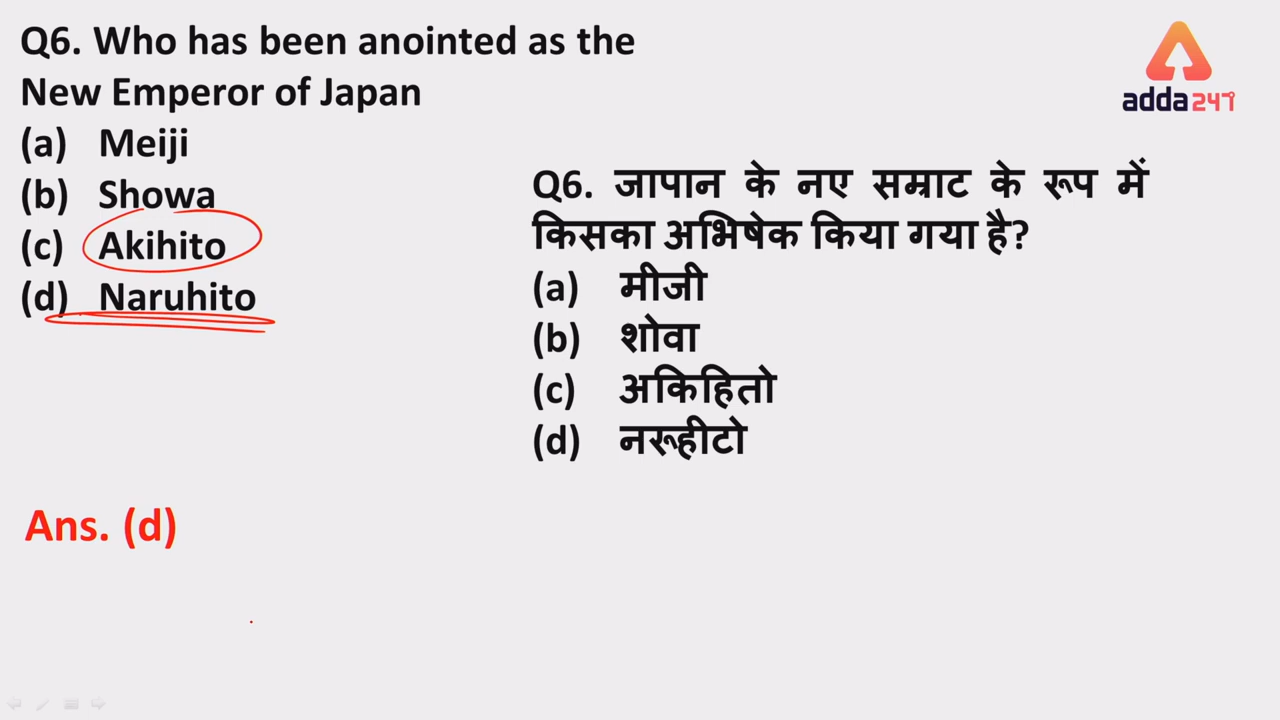 Q6. Who has been anointed as the
New Emperor of Japan
(a) Meiji
(b) Showa
(c) Akihito
(d) Naruhito
Ans. (d)
adda247
Q6. जापान के नए सम्राट के रूप में
किसका अभिषेक किया गया है?
(a) मीजी
(b) शोवा
(c) अकिहितो
(d) नरूहीटो